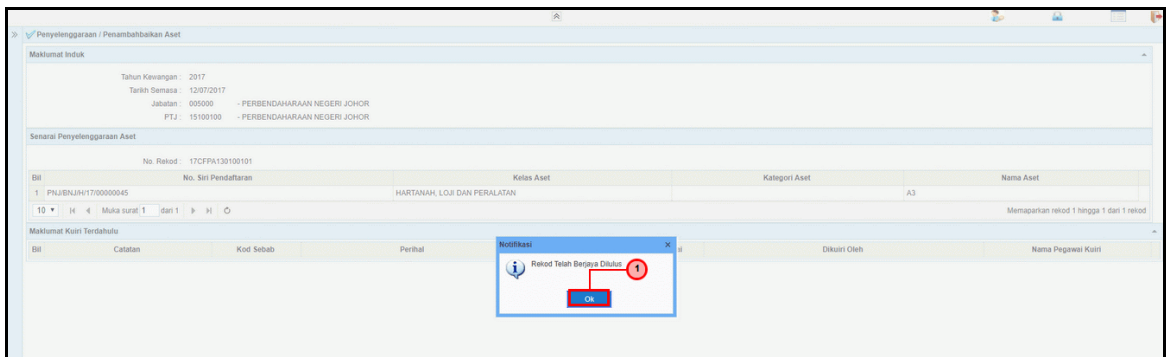 Penyelenggaraan / Penambahbaikan Aset
Maklumat Induk
Tahun Kewangan : 2017
Tarikh Semasa : 12/07/2017
Jabatan : 005000 - PERBENDAHARAAN NEGERI JOHOR
PTJ : 15100100 - PERBENDAHARAAN NEGERI JOHOR
Senarai Penyelenggaraan Aset
No. Rekod : 17CFPA130100101
Bil No. Siri Pendaftaran Kelas Aset Kategori Aset Nama Aset
1 PNJ/BNJ/H/17/00000045 HARTANAH, LOJI DAN PERALATAN A3
10 Muka surat 1 dari 1 Memaparkan rekod 1 hingga 1 dari 1 rekod
Maklumat Kuiri Terdahulu
Bil Catatan Kod Sebab Perihal Dikuiri Oleh Nama Pegawai Kuiri
Notifikasi
Rekod Telah Berjaya Dilulus
1
Ok